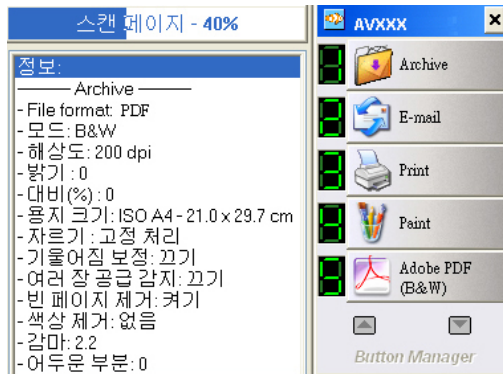 스캔 페이지 - 40%
정보:
Archive
- File format: PDF
- 모드: B&W
- 해상도: 200 dpi
- 밝기 : 0
- 대비(%) : 0
- 용지 크기: ISO A4 - 21.0 x 29.7 cm
- 자르기 : 고정 처리
- 기울어짐 보정: 끄기
- 여러 장 공급 감지: 끄기
- 빈 페이지 제거: 켜기
- 색상 제거: 없음
- 감마: 2.2
- 어두운 부분: 0
AVXXX
Archive
E-mail
Print
Paint
Adobe PDF
(B&W)
Button Manager